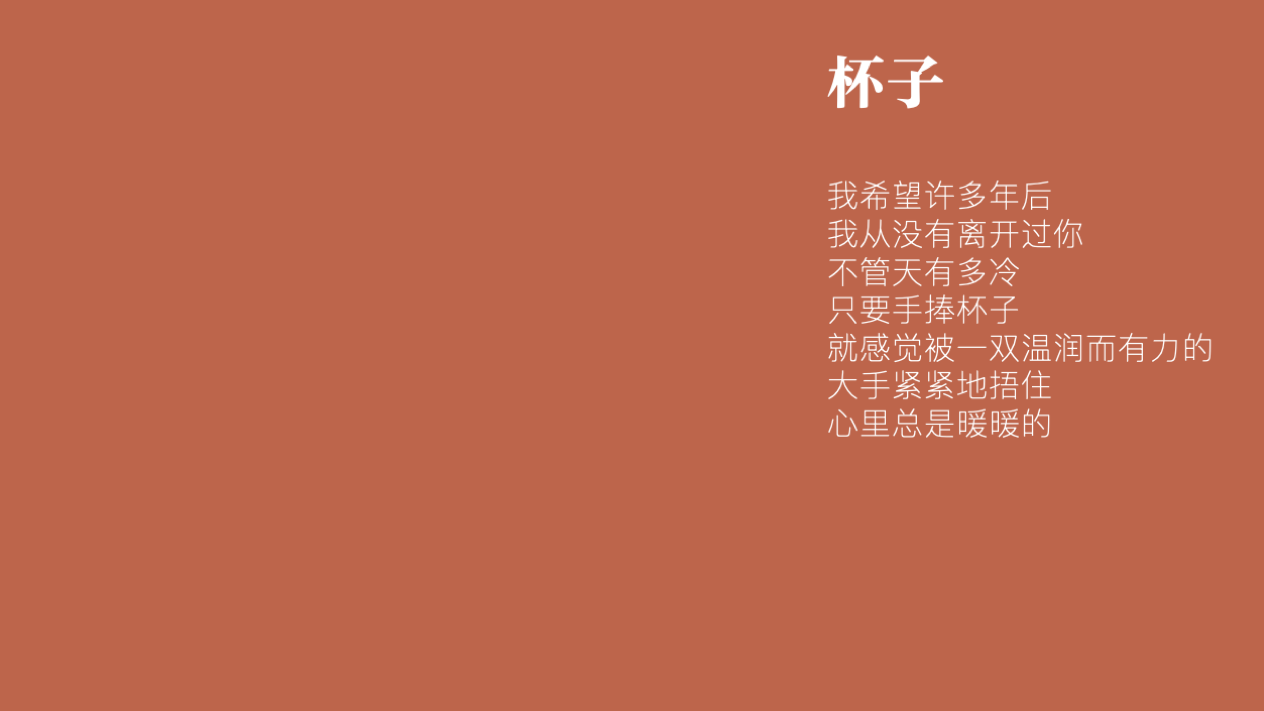 杯子
我希望许多年后
我从没有离开过你
不管天有多冷
只要手捧杯子
就感觉被一双温润而有力的
大手紧紧地捂住
心里总是暖暖的